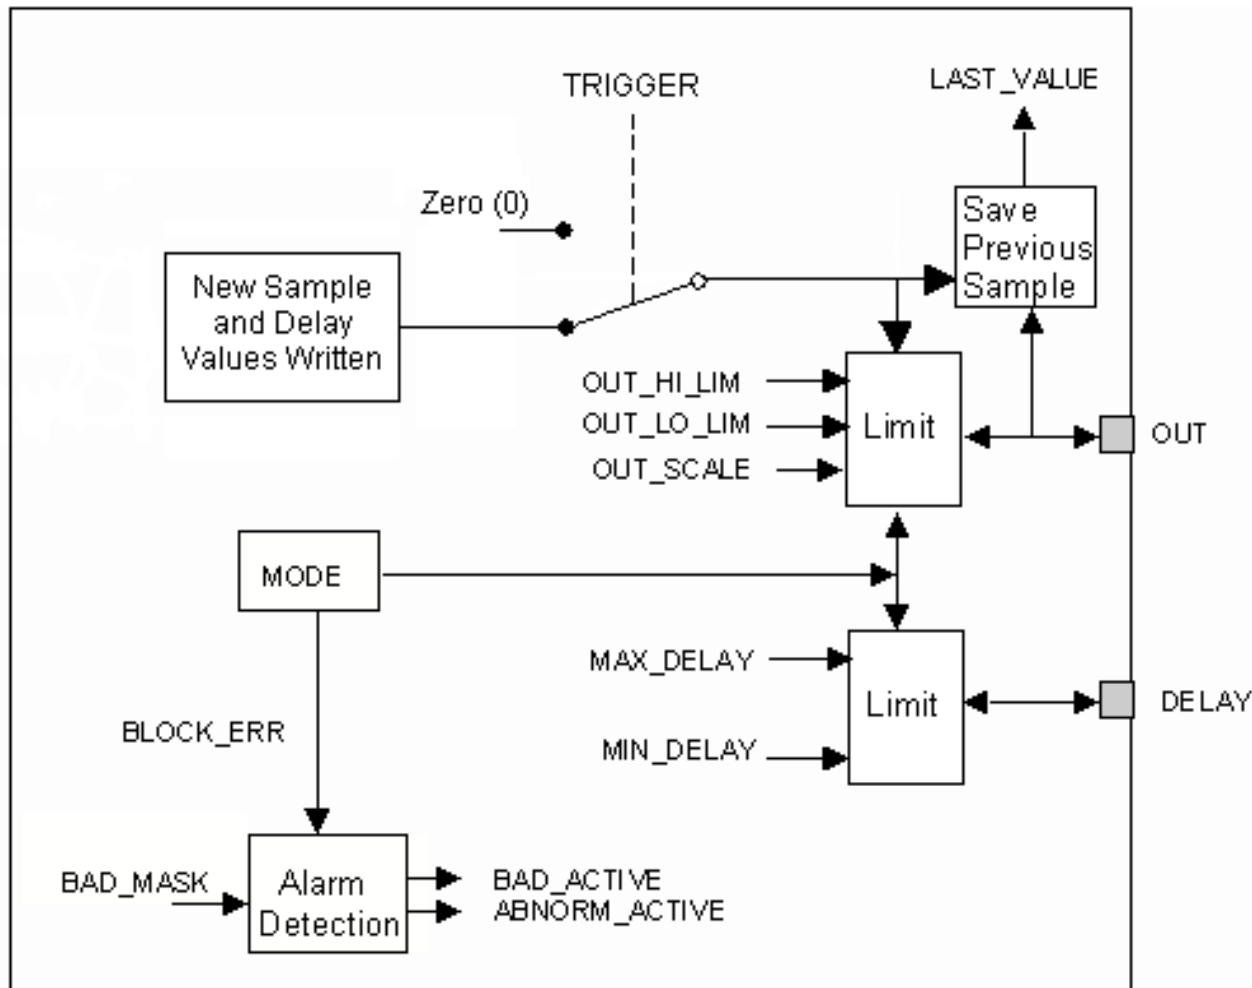 TRIGGER
LAST_VALUE
Zero (0)
Save
Previous
Sample
New Sample
and Delay
Values Written
OUT_HI_LIM
OUT_LO_LIM
OUT_SCALE
Limit
OUT
MODE
MAX_DELAY
MIN_DELAY
Limit
DELAY
BLOCK_ERR
BAD_MASK
Alarm
Detection
BAD_ACTIVE
ABNORM_ACTIVE